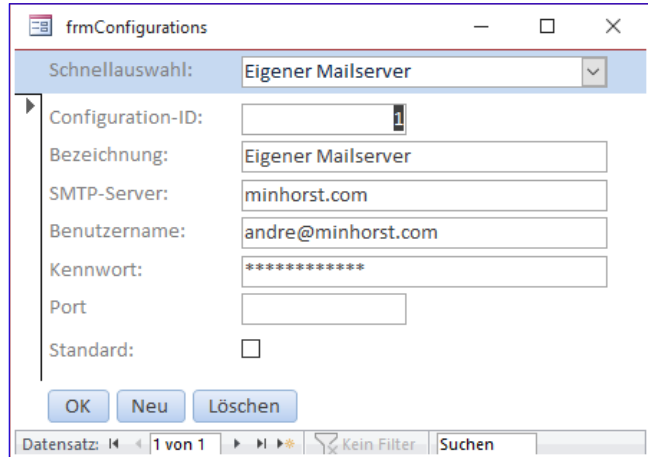 frmConfigurations
Schnellauswahl: Eigener Mailserver
Configuration-ID: 1
Bezeichnung: Eigener Mailserver
SMTP-Server: minhorst.com
Benutzername: andre@minhorst.com
Kennwort: ************
Port
Standard:
OK Neu Löschen
Datensatz: 1 von 1 Kein Filter Suchen